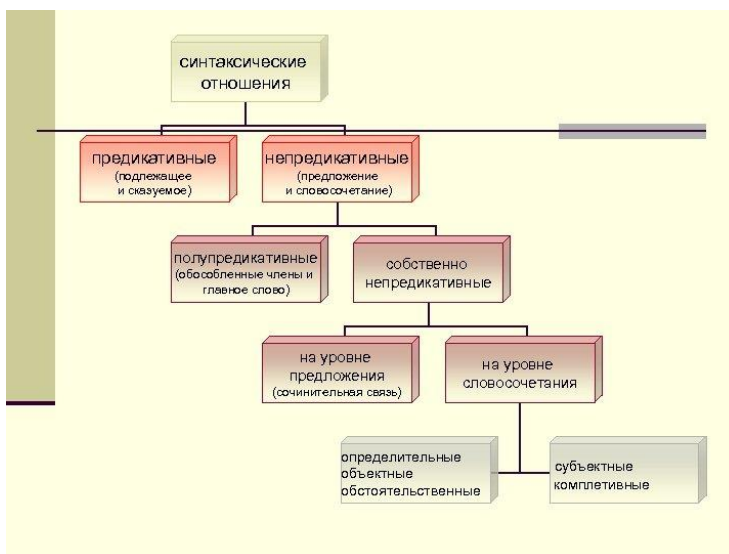 синтаксические
отношения
предикативные
(подлежащее
и сказуемое)
непредикативные
(предложение
и словосочетание)
полупредикативные
(обособленные члены и
главное слово)
собственно
непредикативные
на уровне
предложения
(сочинительная связь)
на уровне
словосочетания
определительные
объектные
обстоятельственные
субъектные
комплетивные